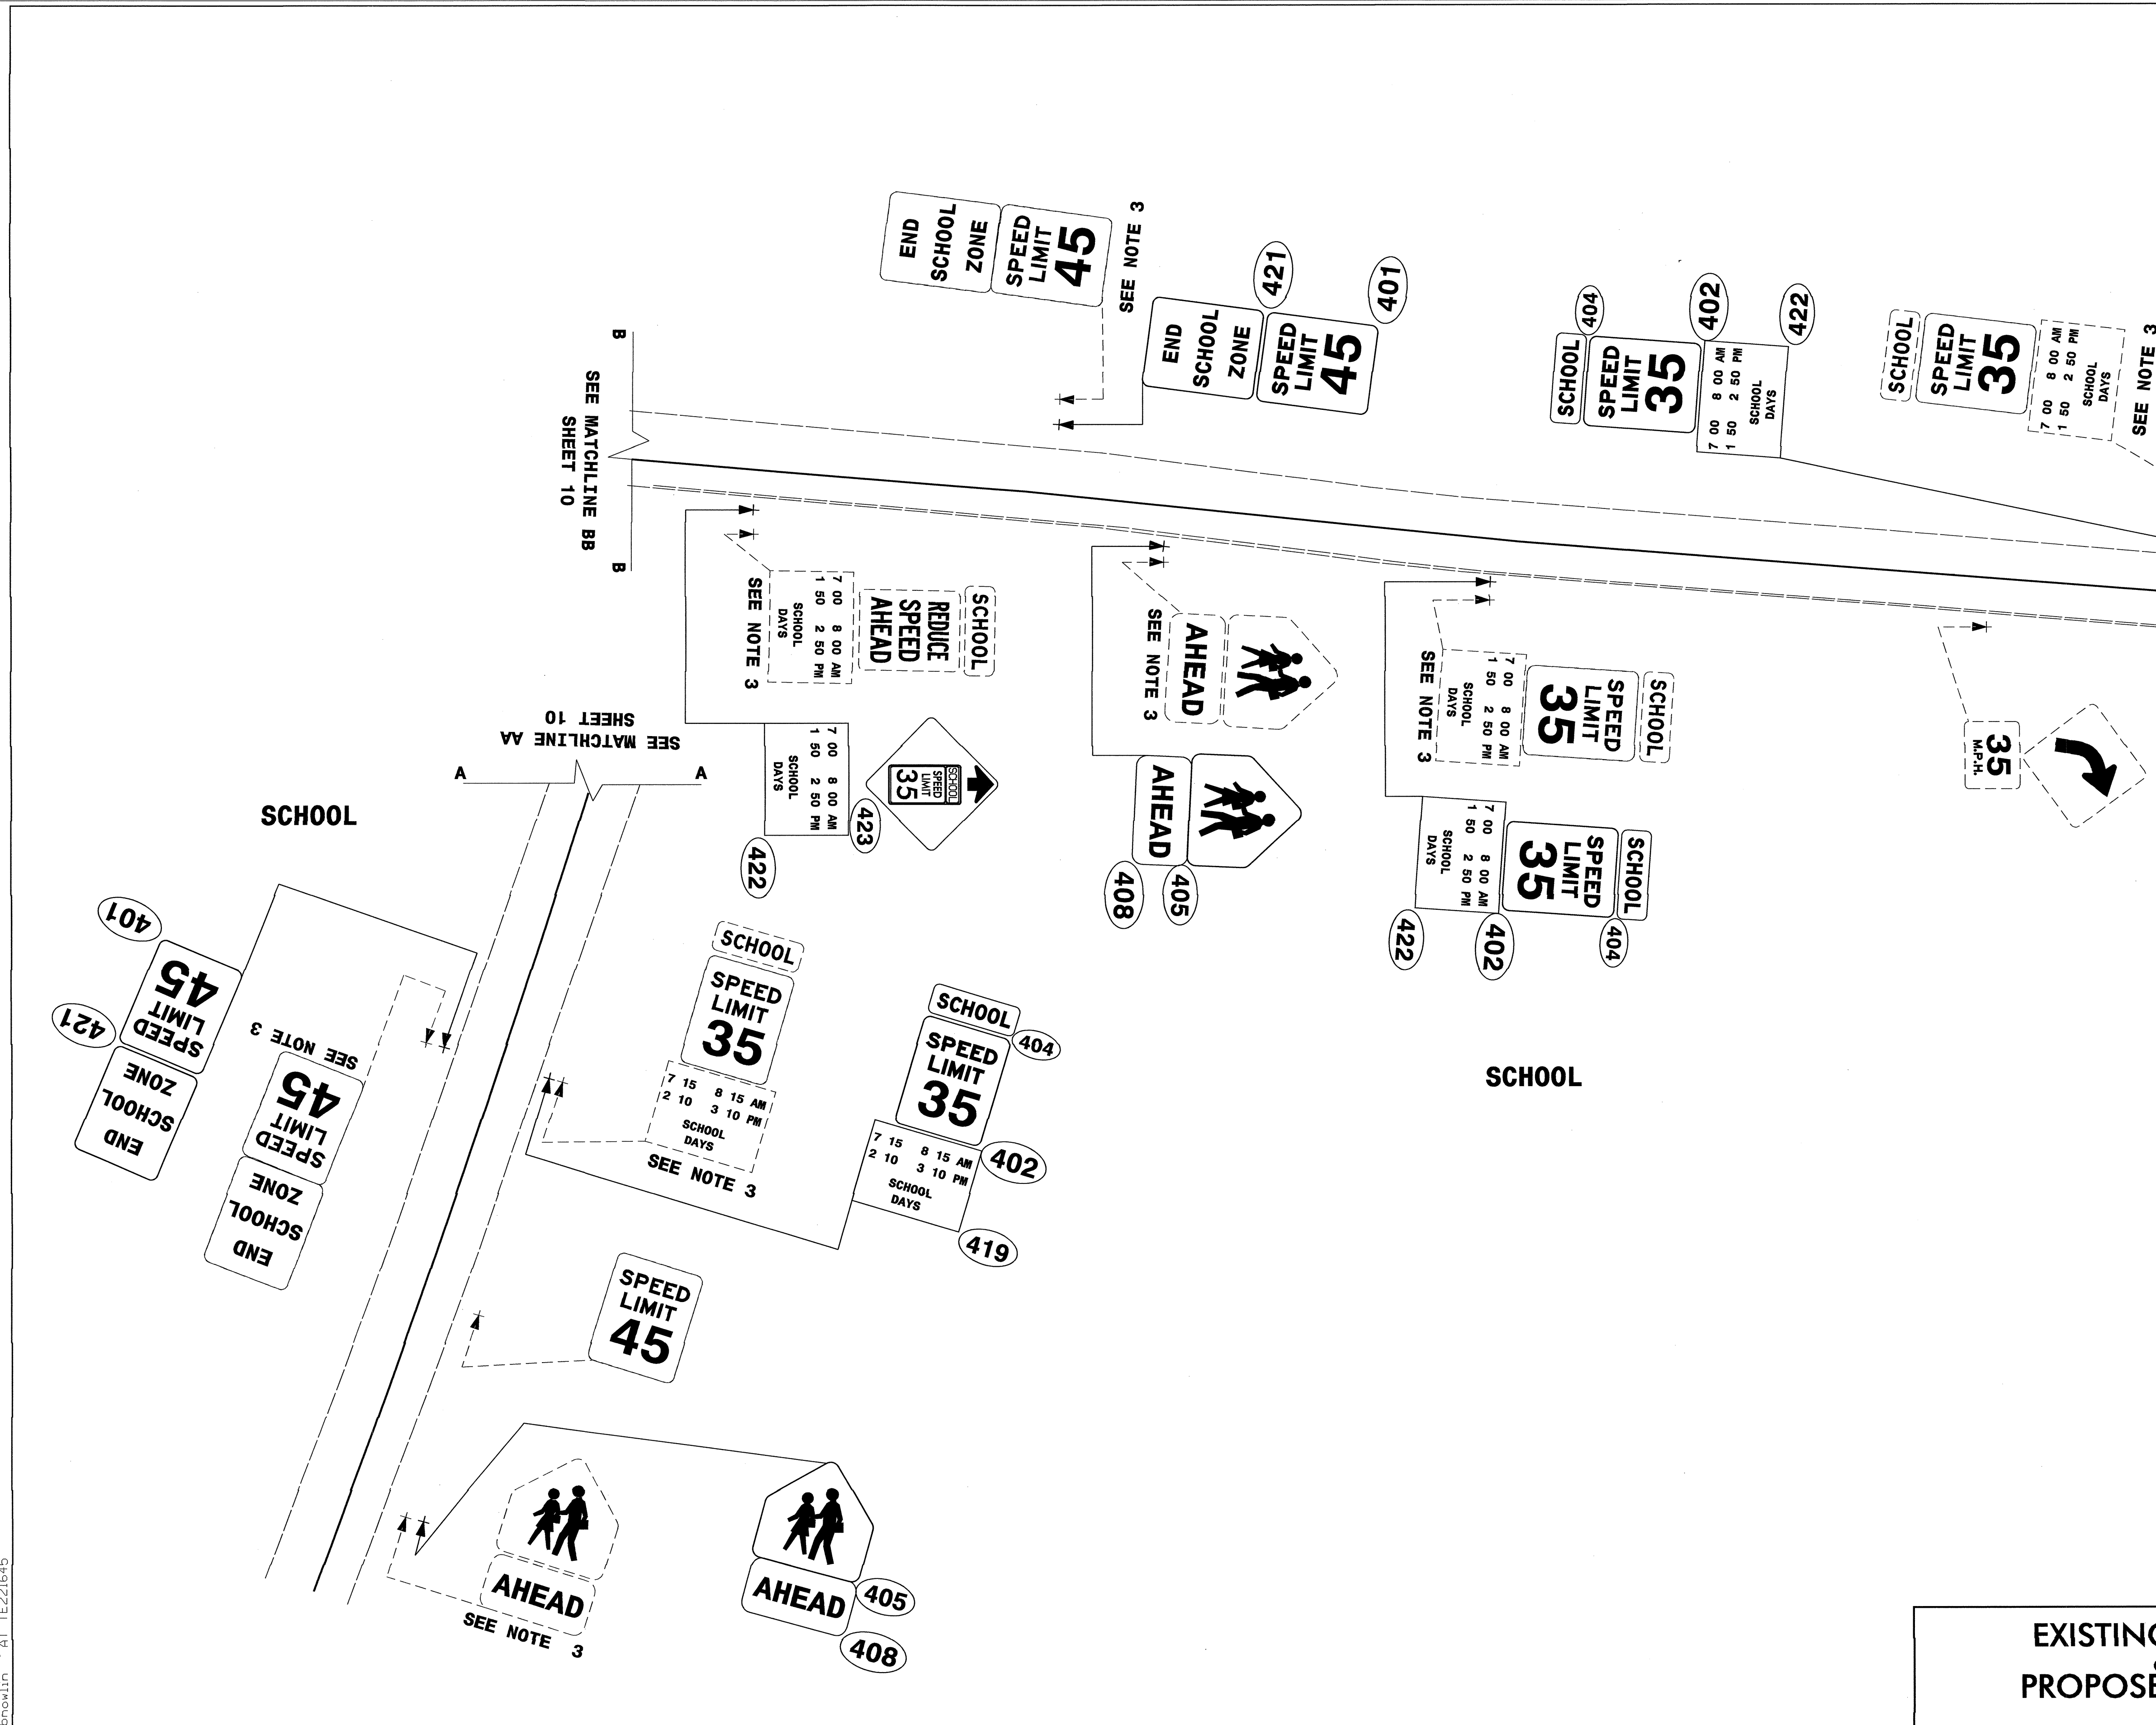 END
SCHOOL
ZONE
SPEED
LIMIT
45
SEE NOTE 3
END
SCHOOL
ZONE
421
SPEED
LIMIT
45
401
SCHOOL
404
SPEED
LIMIT
35
402
7 00 8 00 AM
1 50 2 50 PM
SCHOOL
DAYS
422
SCHOOL
SPEED
LIMIT
35
7 00 8 00 AM
1 50 2 50 PM
SCHOOL
DAYS
SEE NOTE 3
B
SEE MATCHLINE BB
SHEET 10
B
SCHOOL
REDUCE
SPEED
AHEAD
7 00 8 00 AM
1 50 2 50 PM
SCHOOL
DAYS
SEE NOTE 3
SCHOOL
SPEED
LIMIT
35
423
7 00 8 00 AM
1 50 2 50 PM
SCHOOL
DAYS
422
AHEAD
SEE NOTE 3
AHEAD
405
408
SCHOOL
SPEED
LIMIT
35
7 00 8 00 AM
1 50 2 50 PM
SCHOOL
DAYS
SEE NOTE 3
SCHOOL
404
SPEED
LIMIT
35
402
7 00 8 00 AM
1 50 2 50 PM
SCHOOL
DAYS
422
35
M.P.H.
SEE MATCHLINE AA
SHEET 10
A
A
SCHOOL
SCHOOL
END
SCHOOL
ZONE
421
SPEED
LIMIT
45
401
END
SCHOOL
ZONE
SPEED
LIMIT
45
SEE NOTE 3
SCHOOL
SPEED
LIMIT
35
7 15 8 15 AM
2 10 3 10 PM
SCHOOL
DAYS
SEE NOTE 3
SCHOOL
404
SPEED
LIMIT
35
402
7 15 8 15 AM
2 10 3 10 PM
SCHOOL
DAYS
419
SPEED
LIMIT
45
AHEAD
SEE NOTE 3
405
AHEAD
408
bnowlin AT TE221645